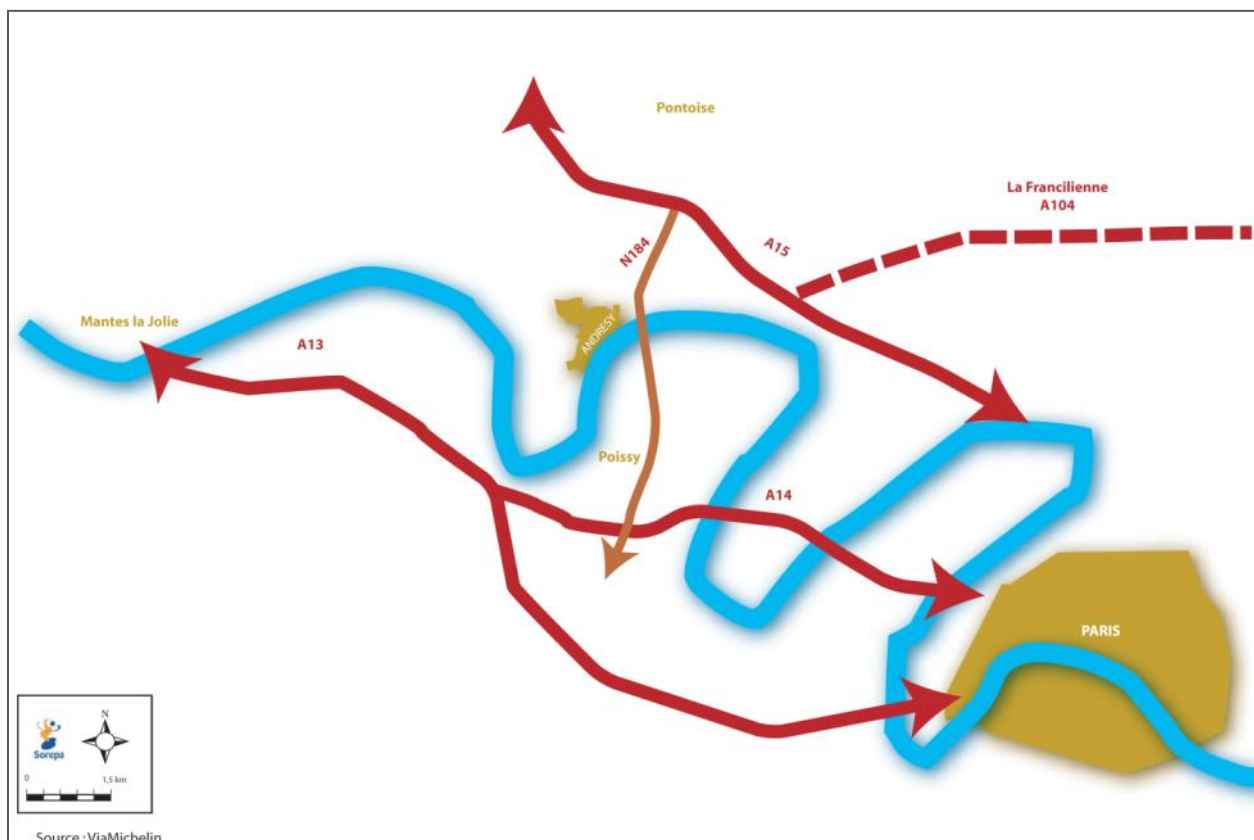 Pontoise
La Francilienne
A104
A15
N184
Mantes la Jolie
A13
ANDRESY
Poissy
A14
PARIS
N
Sorepa
0 1,5 km
Source : ViaMichelin